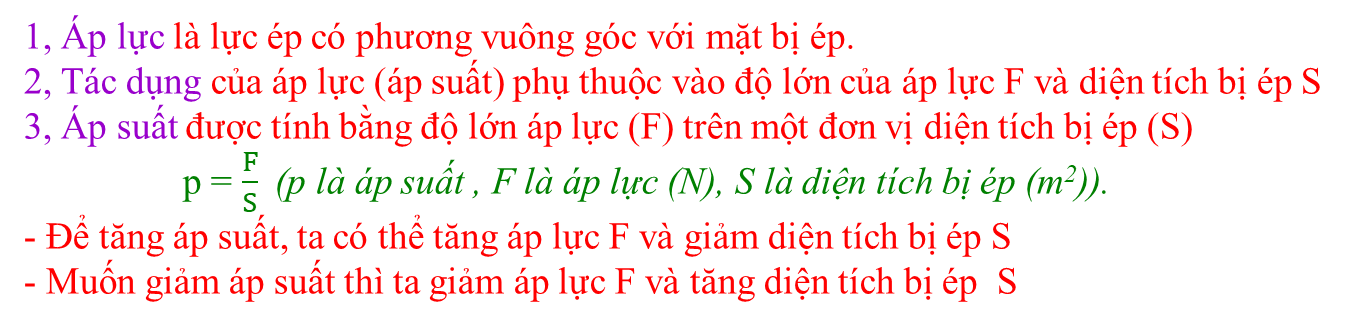 1, Áp lực là lực ép có phương vuông góc với mặt bị ép.
2, Tác dụng của áp lực (áp suất) phụ thuộc vào độ lớn của áp lực F và diện tích bị ép S
3, Áp suất được tính bằng độ lớn áp lực (F) trên một đơn vị diện tích bị ép (S)
p = F/S (p là áp suất , F là áp lực (N), S là diện tích bị ép (m²)).
- Để tăng áp suất, ta có thể tăng áp lực F và giảm diện tích bị ép S
- Muốn giảm áp suất thì ta giảm áp lực F và tăng diện tích bị ép S